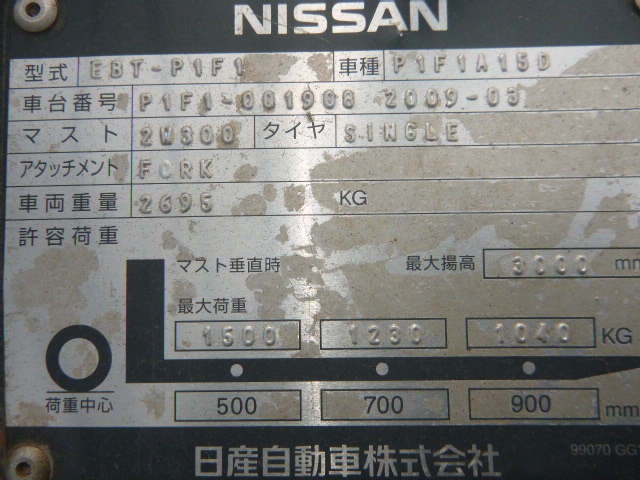 NISSAN
型式 EBT-P1F1 車種 P1F1A15D
車台番号 P1F1-001908 2009-03
マスト 2W300 タイヤ SINGLE
アタッチメント FORK
車両重量 2695 KG
許容荷重
マスト垂直時 最大揚高 3000 mm
最大荷重
1500 1230 1040 KG
荷重中心 500 700 900 mm
日産自動車株式会社 99070 GG